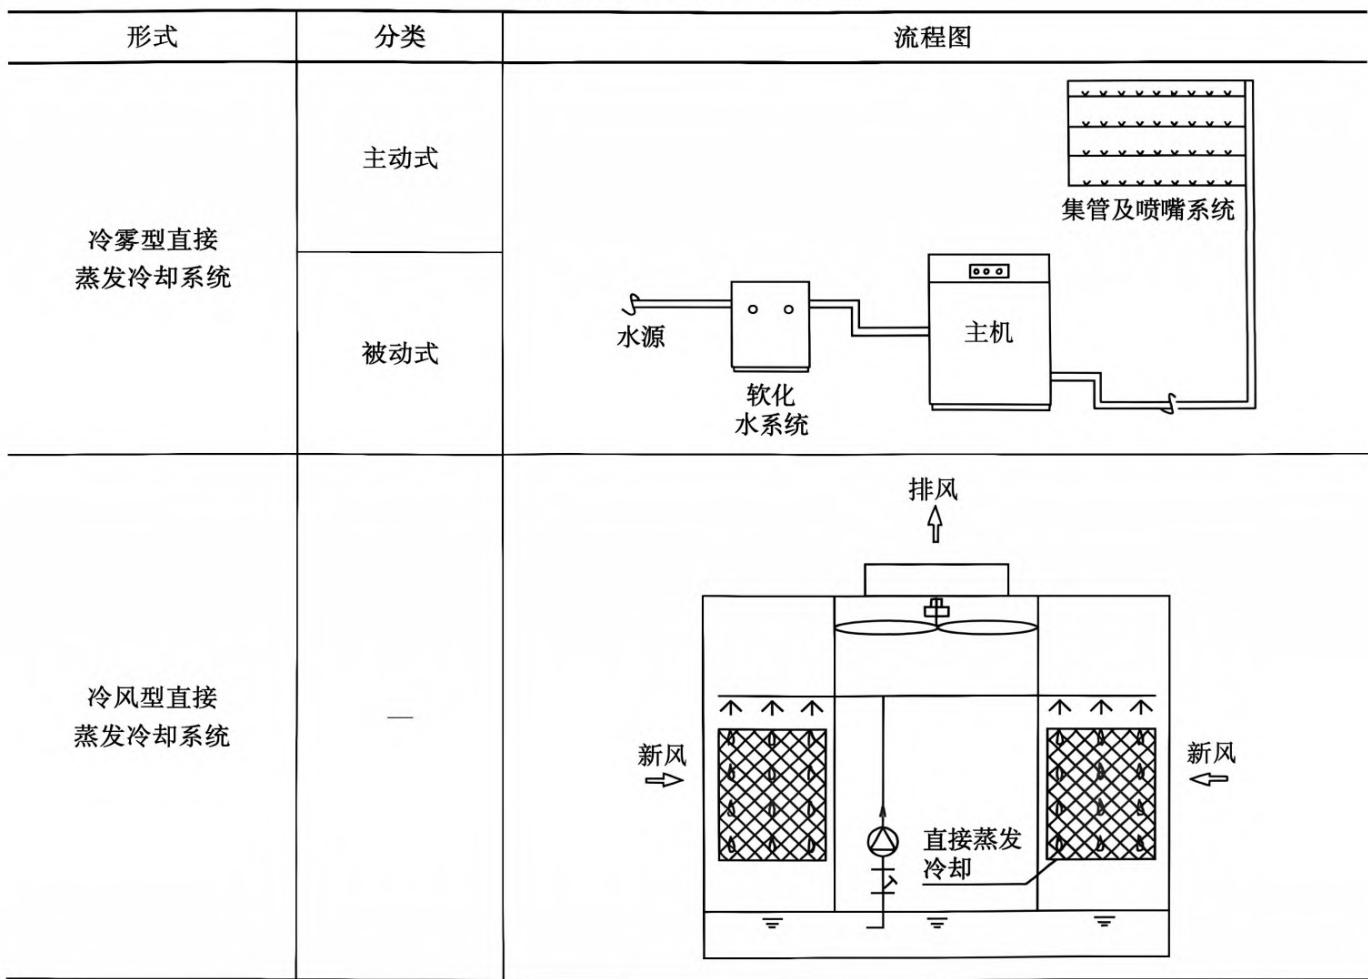 形式
分类
流程图
冷雾型直接
蒸发冷却系统
主动式
被动式
集管及喷嘴系统
主机
水源
软化
水系统
冷风型直接
蒸发冷却系统
—
排风
新风
新风
直接蒸发
冷却